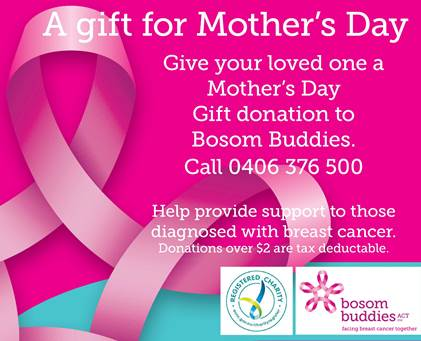 A gift for Mother's Day
Give your loved one a
Mother's Day
Gift donation to
Bosom Buddies.
Call 0406 376 500
Help provide support to those
diagnosed with breast cancer.
Donations over $2 are tax deductable.
REGISTERED CHARITY
bosom
buddies ACT
facing breast cancer together